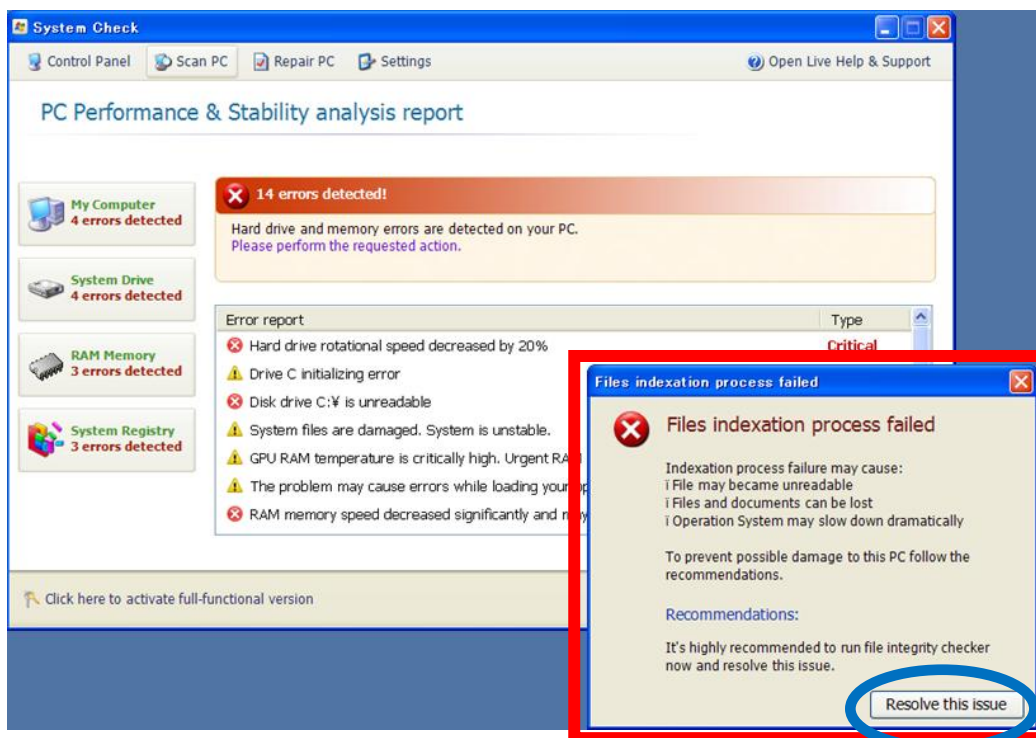 System Check
Control Panel Scan PC Repair PC Settings Open Live Help & Support
PC Performance & Stability analysis report
My Computer
4 errors detected
System Drive
4 errors detected
RAM Memory
3 errors detected
System Registry
3 errors detected
14 errors detected!
Hard drive and memory errors are detected on your PC.
Please perform the requested action.
Error report Type
Hard drive rotational speed decreased by 20% Critical
Drive C initializing error
Disk drive C:¥ is unreadable
System files are damaged. System is unstable.
GPU RAM temperature is critically high. Urgent RA
The problem may cause errors while loading your
RAM memory speed decreased significantly and
Click here to activate full-functional version
Files indexation process failed
Files indexation process failed
Indexation process failure may cause:
ï File may became unreadable
ï Files and documents can be lost
ï Operation System may slow down dramatically
To prevent possible damage to this PC follow the
recommendations.
Recommendations:
It's highly recommended to run file integrity checker
now and resolve this issue.
Resolve this issue